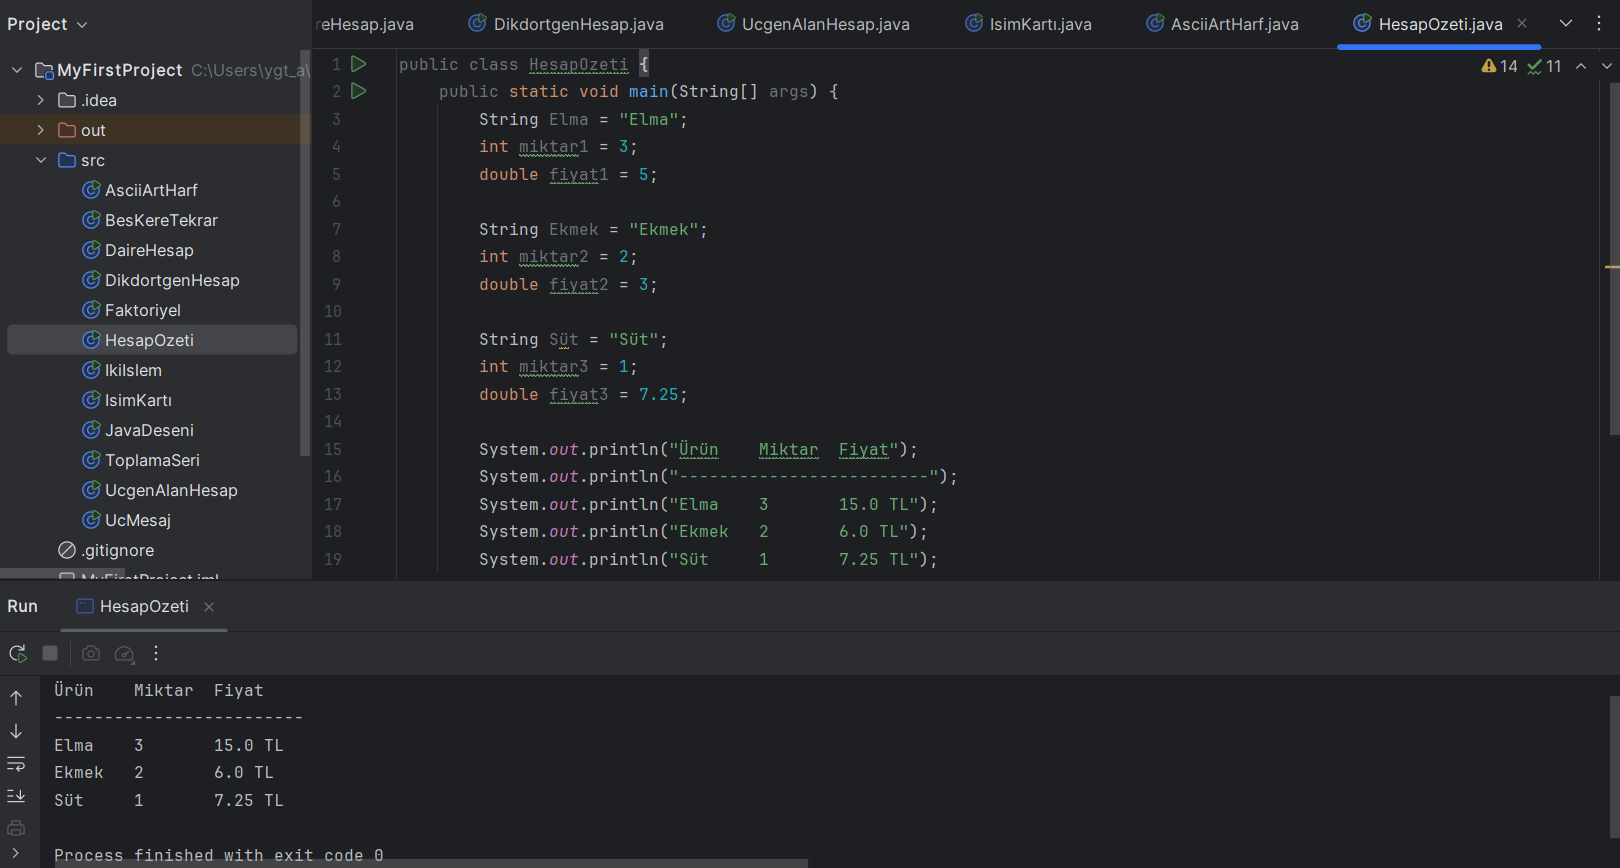 Project
reHesap.java DikdortgenHesap.java UcgenAlanHesap.java IsimKartı.java AsciiArtHarf.java HesapOzeti.java
MyFirstProject C:\Users\ygt_a\
.idea
out
src
AsciiArtHarf
BesKereTekrar
DaireHesap
DikdortgenHesap
Faktoriyel
HesapOzeti
IkiIslem
IsimKartı
JavaDeseni
ToplamaSeri
UcgenAlanHesap
UcMesaj
.gitignore
MyFirstProject.iml
14 11
1 public class HesapOzeti {
2 public static void main(String[] args) {
3 String Elma = "Elma";
4 int miktar1 = 3;
5 double fiyat1 = 5;
6
7 String Ekmek = "Ekmek";
8 int miktar2 = 2;
9 double fiyat2 = 3;
10
11 String Süt = "Süt";
12 int miktar3 = 1;
13 double fiyat3 = 7.25;
14
15 System.out.println("Ürün    Miktar  Fiyat");
16 System.out.println("-------------------------");
17 System.out.println("Elma    3       15.0 TL");
18 System.out.println("Ekmek   2       6.0 TL");
19 System.out.println("Süt     1       7.25 TL");
Run HesapOzeti
Ürün    Miktar  Fiyat
-------------------------
Elma    3       15.0 TL
Ekmek   2       6.0 TL
Süt     1       7.25 TL
Process finished with exit code 0